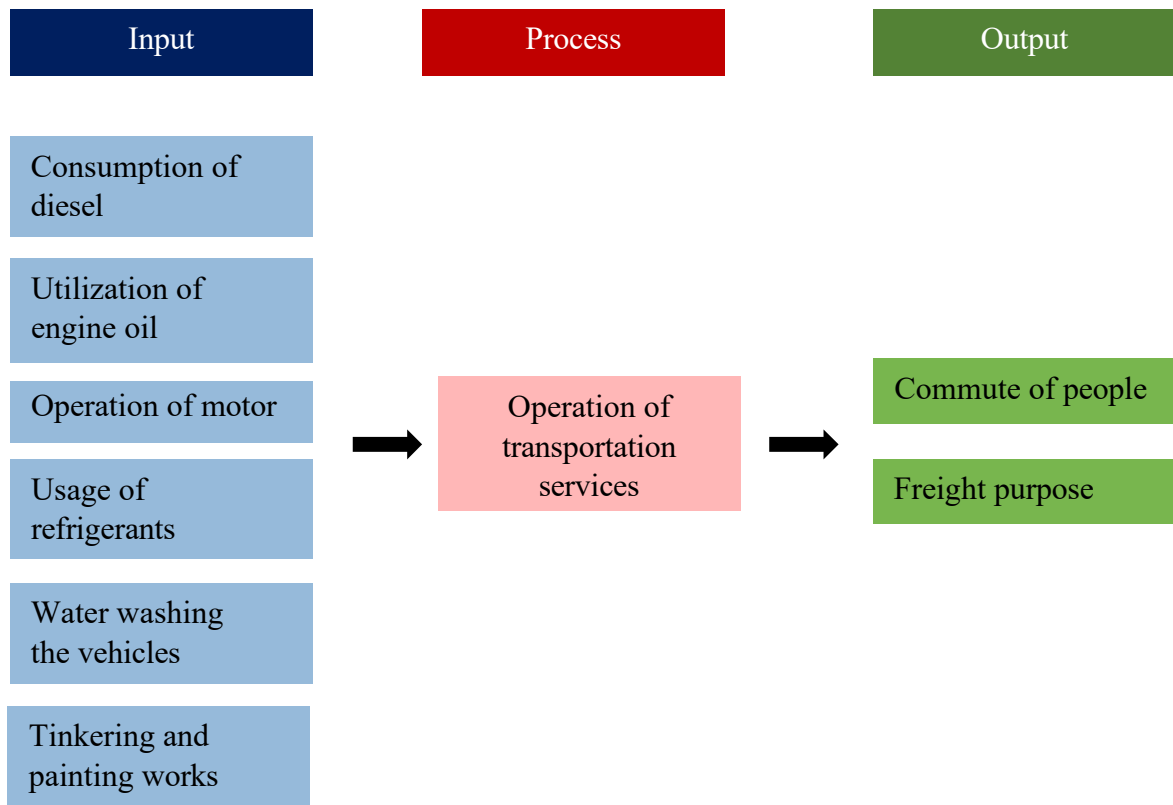 Input
Process
Output
Consumption of
diesel
Utilization of
engine oil
Operation of motor
Usage of
refrigerants
Water washing
the vehicles
Tinkering and
painting works
Operation of
transportation
services
Commute of people
Freight purpose